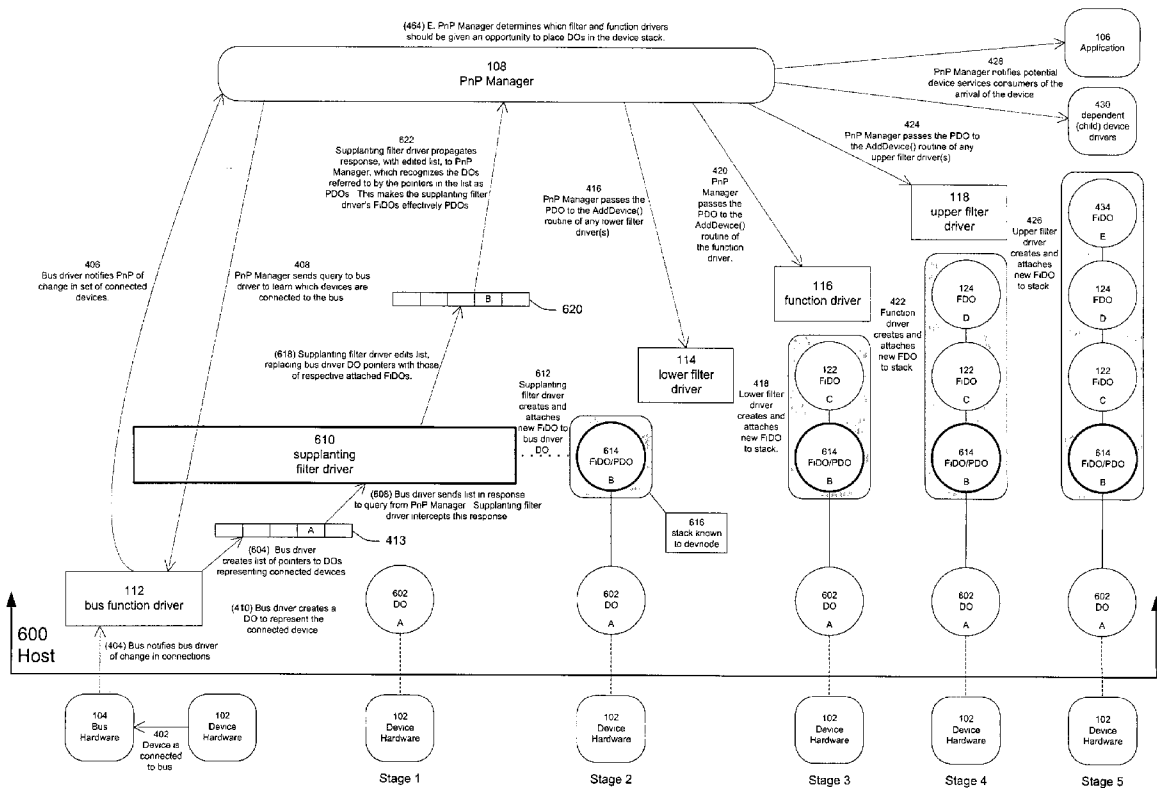 (464) E. PnP Manager determines which filter and function drivers
should be given an opportunity to place DOs in the device stack.
108
PnP Manager
106
Application
428
PnP Manager notifies potential
device services consumers of the
arrival of the device
430
dependent
(child) device
drivers
424
PnP Manager passes the PDO to
the AddDevice() routine of any
upper filter driver(s)
622
Supplanting filter driver propagates
response, with edited list, to PnP
Manager, which recognizes the DOs
referred to by the pointers in the list as
PDOs This makes the supplanting filter
driver's FiDOs effectively PDOs
416
PnP Manager passes
the PDO to the AddDevice()
routine of any lower filter
driver(s)
420
PnP
Manager
passes the
PDO to the
AddDevice()
routine of
the function
driver.
118
upper filter
driver
426
Upper filter
driver
creates and
attaches
new FiDO
to stack
406
Bus driver notifies PnP of
change in set of connected
devices.
408
PnP Manager sends query to bus
driver to learn which devices are
connected to the bus
B
620
116
function driver
422
Function
driver
creates and
attaches
new FDO
to stack
(618) Supplanting filter driver edits list,
replacing bus driver DO pointers with those
of respective attached FiDOs.
114
lower filter
driver
612
Supplanting
filter driver
creates and
attaches
new FiDO to
bus driver
DO
418
Lower filter
driver
creates and
attaches
new FiDO
to stack.
610
supplanting
filter driver
(606) Bus driver sends list in response
to query from PnP Manager Supplanting filter
driver intercepts this response
A
413
(604) Bus driver
creates list of pointers to DOs
representing connected devices
112
bus function driver
(410) Bus driver creates a
DO to represent the
connected device
616
stack known
to devnode
600
Host
(404) Bus notifies bus driver
of change in connections
104
Bus
Hardware
402
Device is
connected
to bus
102
Device
Hardware
602
DO
A
102
Device
Hardware
Stage 1
614
FiDO/PDO
B
602
DO
A
102
Device
Hardware
Stage 2
122
FiDO
C
614
FiDO/PDO
B
602
DO
A
102
Device
Hardware
Stage 3
124
FDO
D
122
FiDO
C
614
FiDO/PDO
B
602
DO
A
102
Device
Hardware
Stage 4
434
FiDO
E
124
FDO
D
122
FiDO
C
614
FiDO/PDO
B
602
DO
A
102
Device
Hardware
Stage 5